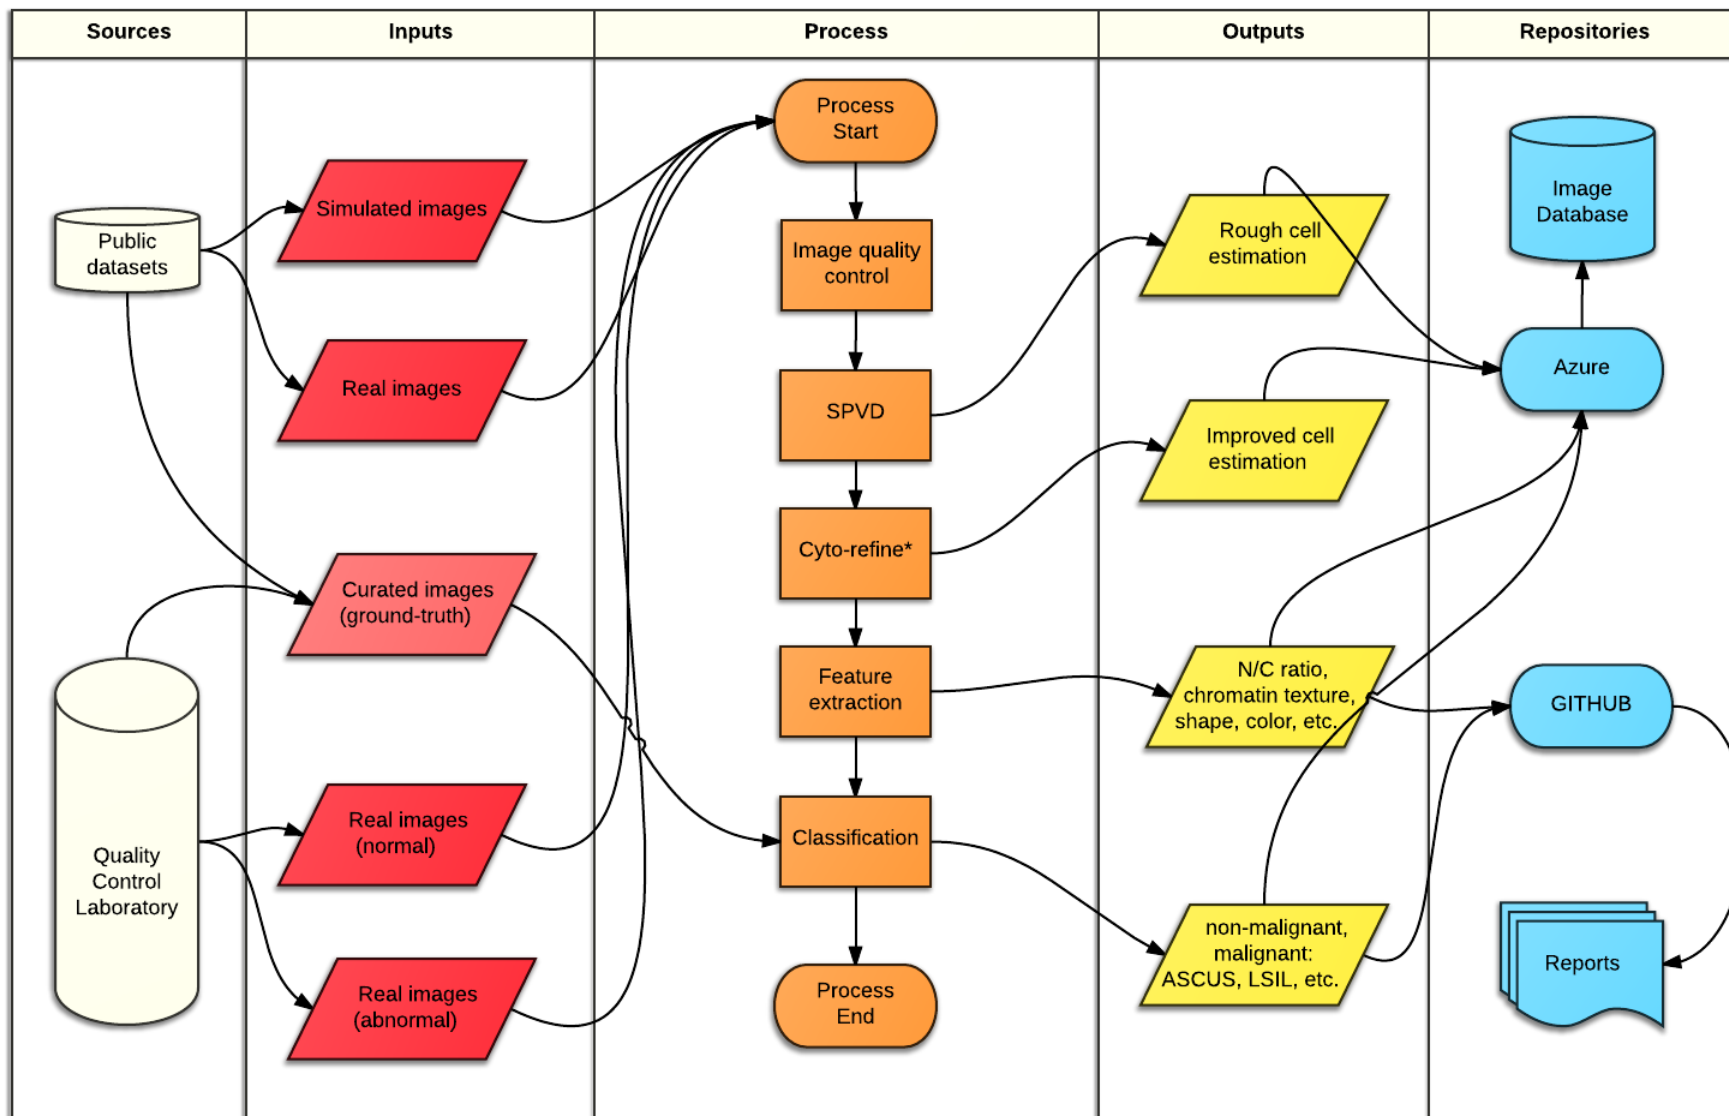 Sources
Inputs
Process
Outputs
Repositories
Public
datasets
Quality
Control
Laboratory
Simulated images
Real images
Curated images
(ground-truth)
Real images
(normal)
Real images
(abnormal)
Process
Start
Image quality
control
SPVD
Cyto-refine*
Feature
extraction
Classification
Process
End
Rough cell
estimation
Improved cell
estimation
N/C ratio,
chromatin texture,
shape, color, etc.
non-malignant,
malignant:
ASCUS, LSIL, etc.
Image
Database
Azure
GITHUB
Reports